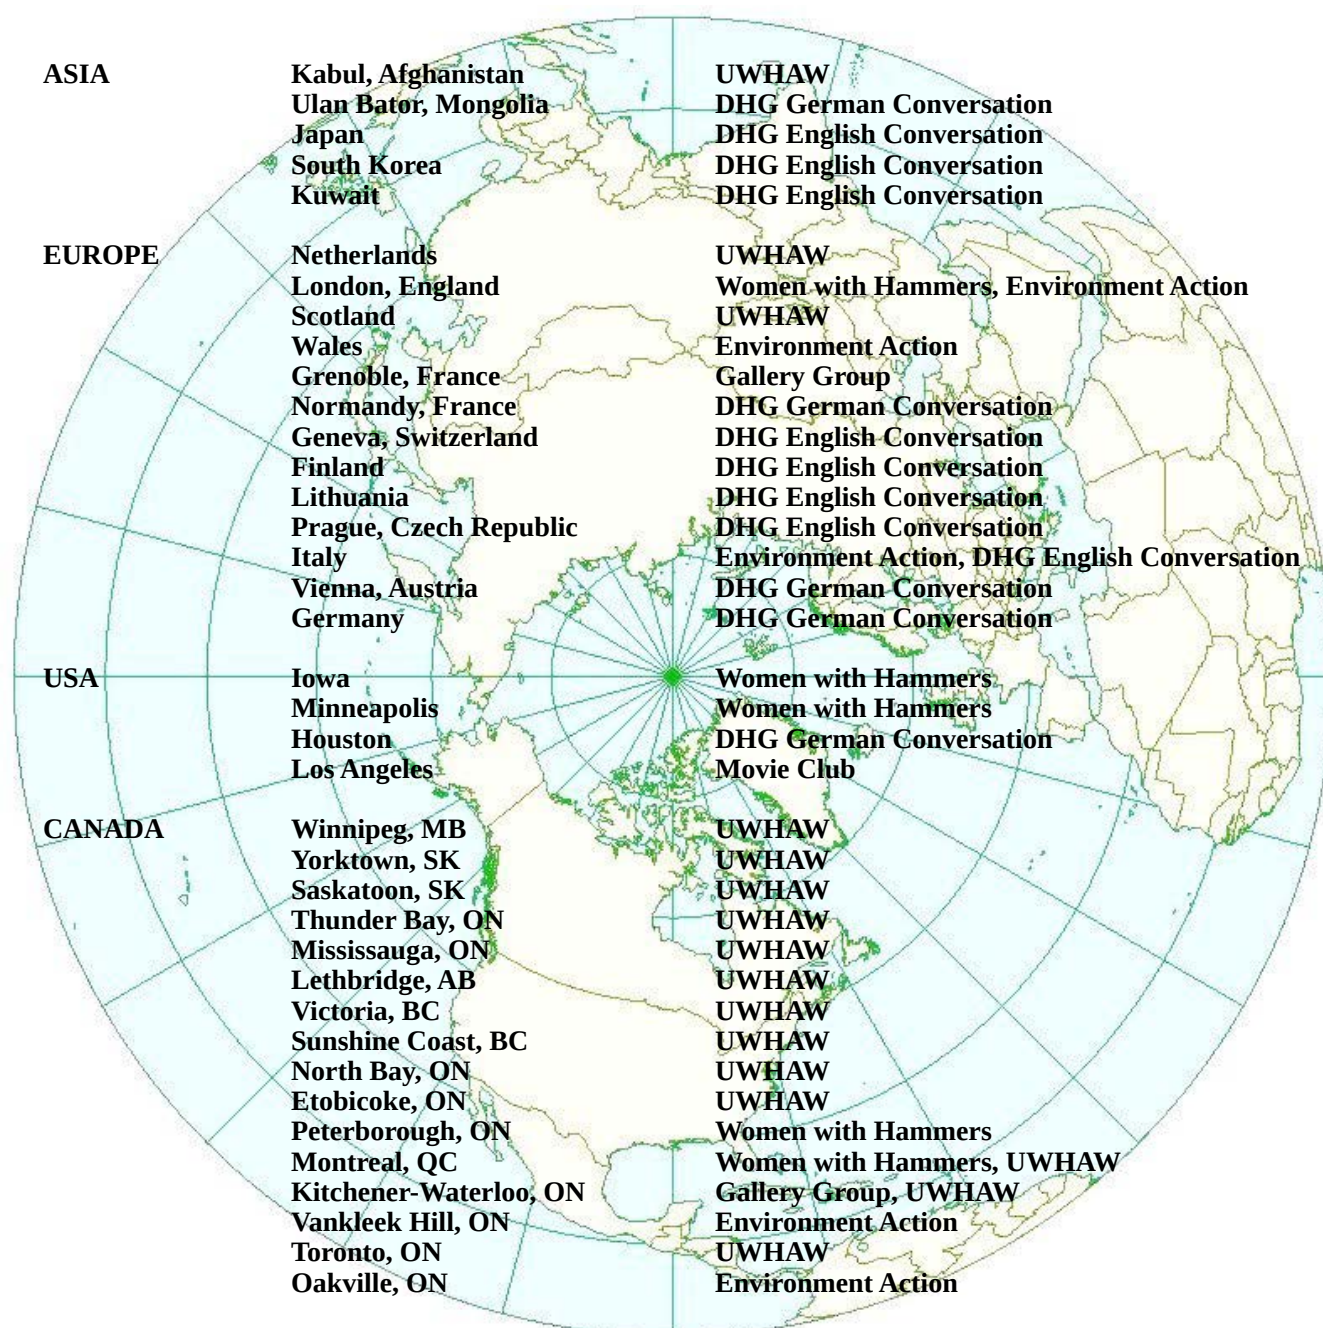 ASIA Kabul, Afghanistan UWHAW
Ulan Bator, Mongolia DHG German Conversation
Japan DHG English Conversation
South Korea DHG English Conversation
Kuwait DHG English Conversation
EUROPE Netherlands UWHAW
London, England Women with Hammers, Environment Action
Scotland UWHAW
Wales Environment Action
Grenoble, France Gallery Group
Normandy, France DHG German Conversation
Geneva, Switzerland DHG English Conversation
Finland DHG English Conversation
Lithuania DHG English Conversation
Prague, Czech Republic DHG English Conversation
Italy Environment Action, DHG English Conversation
Vienna, Austria DHG German Conversation
Germany DHG German Conversation
USA Iowa Women with Hammers
Minneapolis Women with Hammers
Houston DHG German Conversation
Los Angeles Movie Club
CANADA Winnipeg, MB UWHAW
Yorktown, SK UWHAW
Saskatoon, SK UWHAW
Thunder Bay, ON UWHAW
Mississauga, ON UWHAW
Lethbridge, AB UWHAW
Victoria, BC UWHAW
Sunshine Coast, BC UWHAW
North Bay, ON UWHAW
Etobicoke, ON UWHAW
Peterborough, ON Women with Hammers
Montreal, QC Women with Hammers, UWHAW
Kitchener-Waterloo, ON Gallery Group, UWHAW
Vankleek Hill, ON Environment Action
Toronto, ON UWHAW
Oakville, ON Environment Action